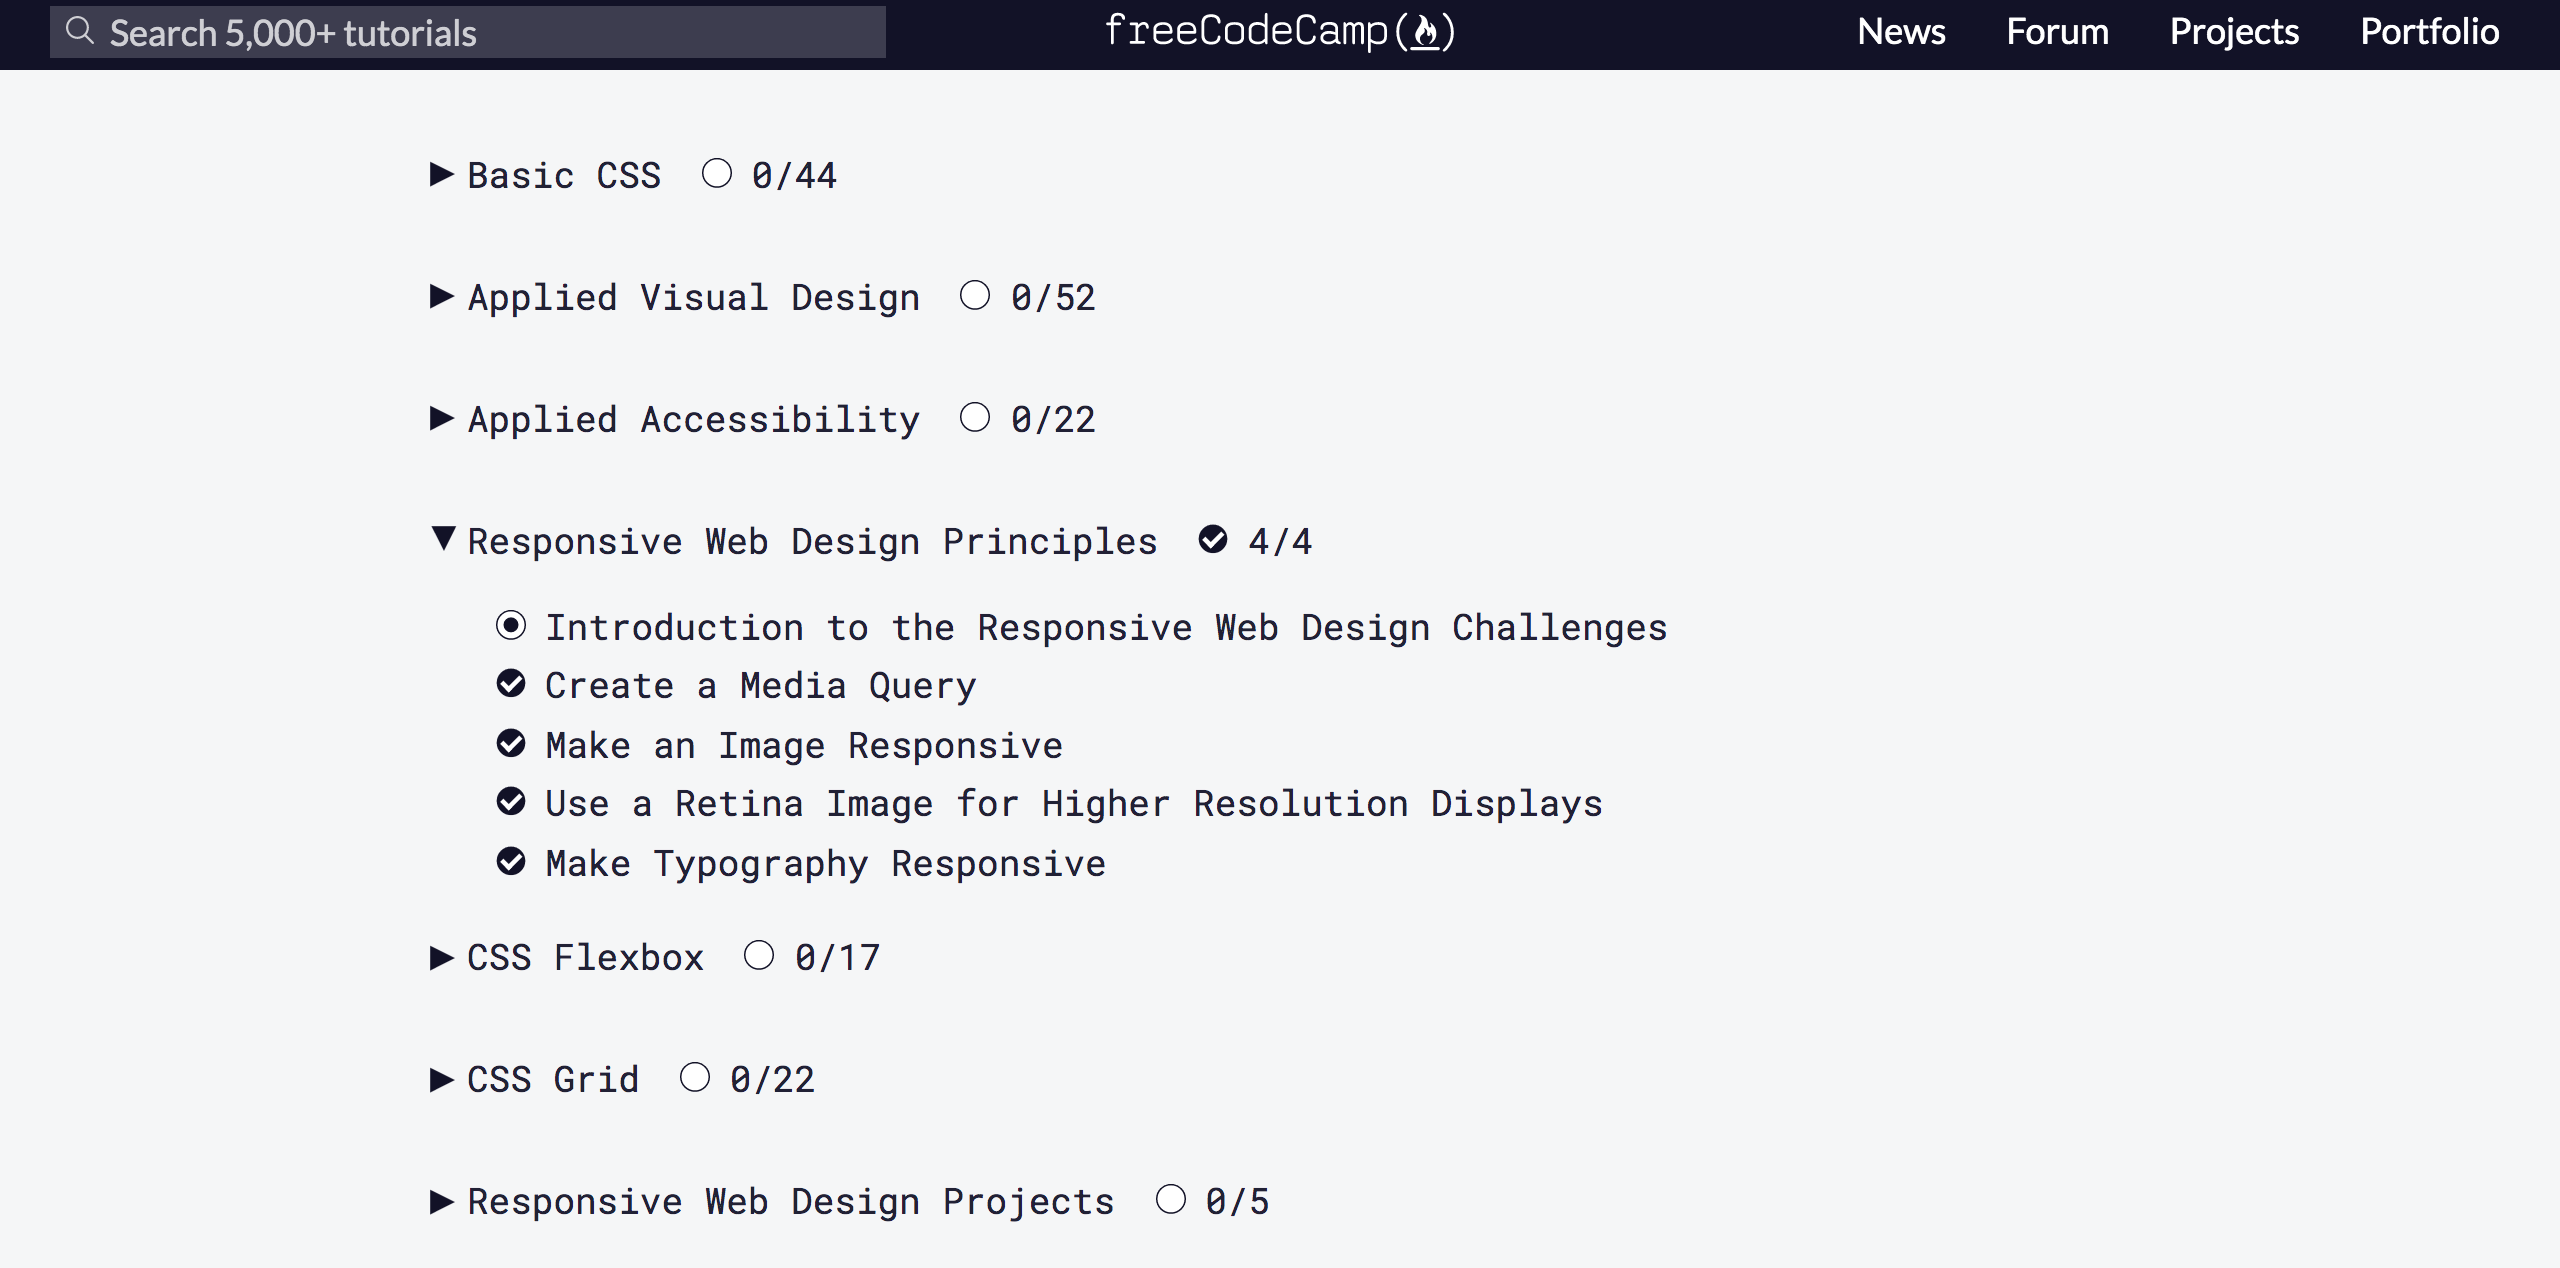 Search 5,000+ tutorials
freeCodeCamp(🔥)
News Forum Projects Portfolio
Basic CSS 0/44
Applied Visual Design 0/52
Applied Accessibility 0/22
Responsive Web Design Principles 4/4
Introduction to the Responsive Web Design Challenges
Create a Media Query
Make an Image Responsive
Use a Retina Image for Higher Resolution Displays
Make Typography Responsive
CSS Flexbox 0/17
CSS Grid 0/22
Responsive Web Design Projects 0/5